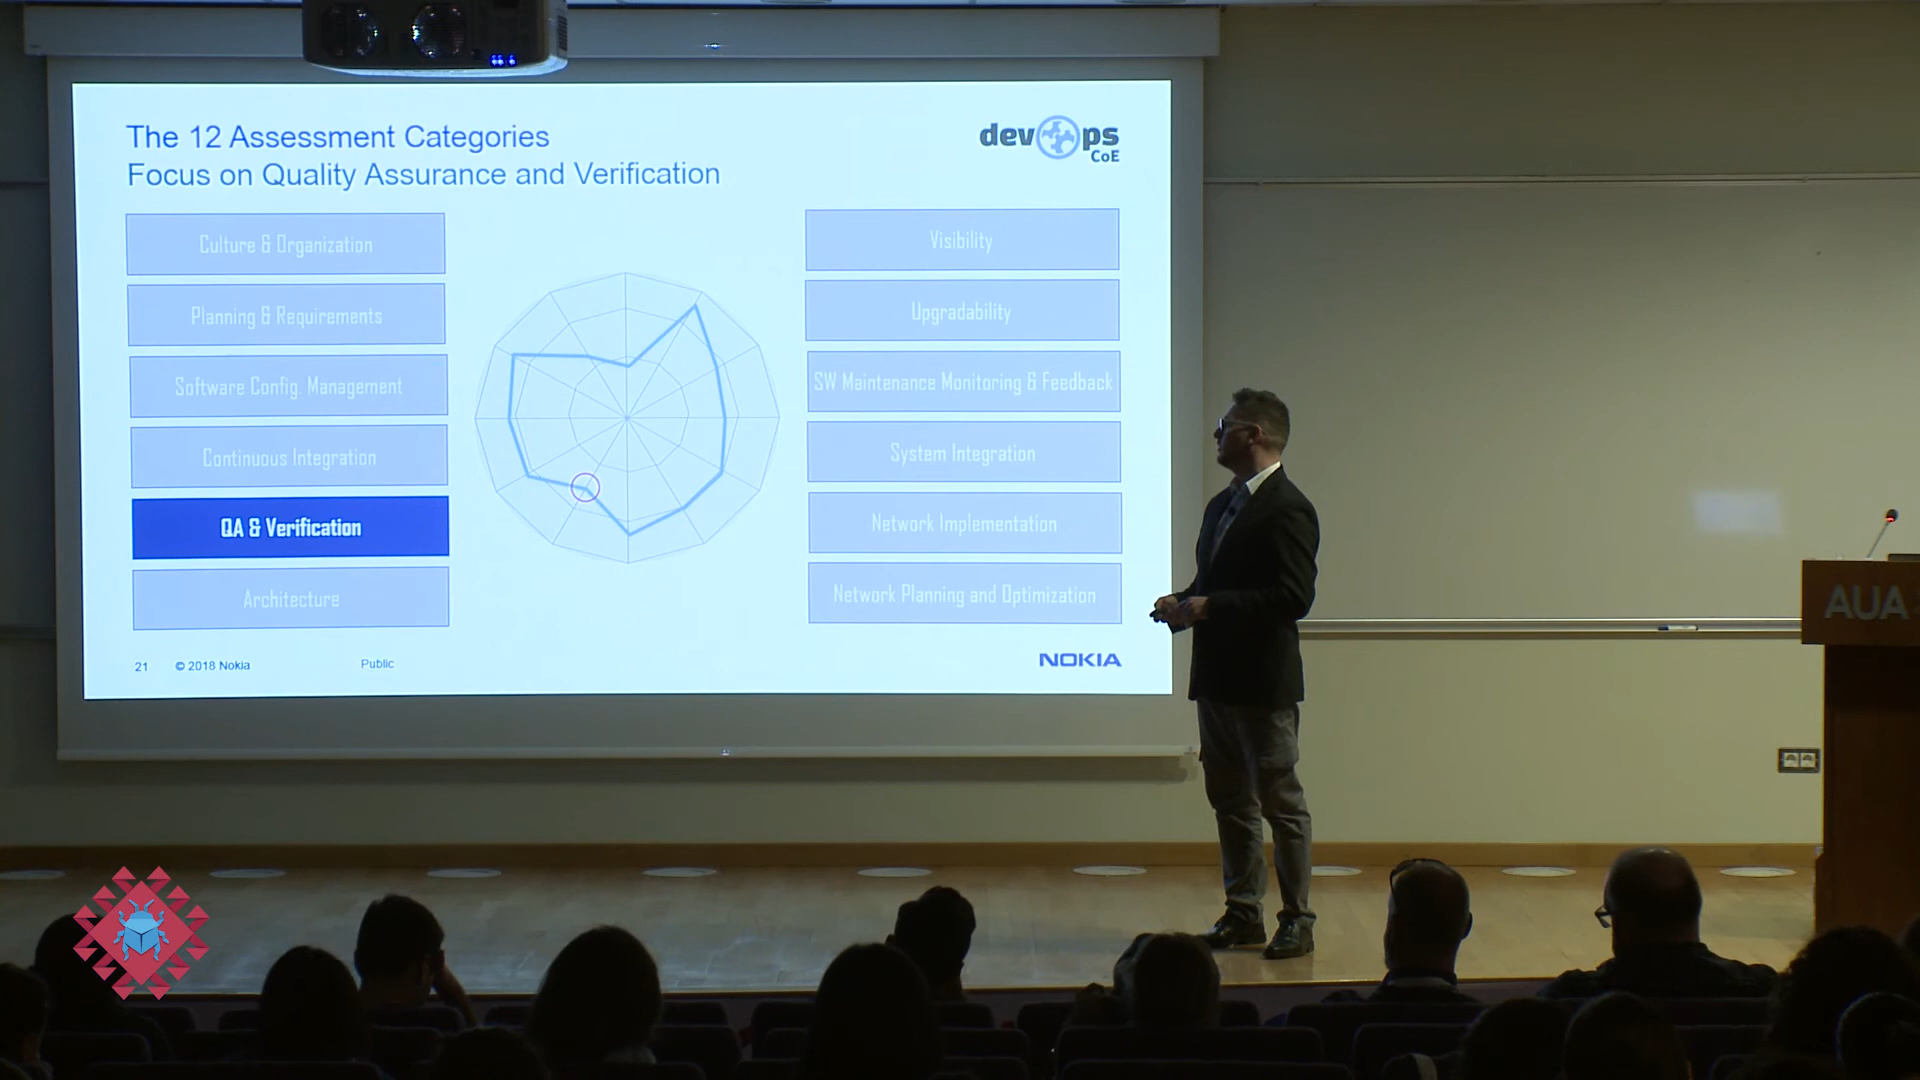 The 12 Assessment Categories
Focus on Quality Assurance and Verification
devOps
CoE
Culture & Organization
Planning & Requirements
Software Config. Management
Continuous Integration
QA & Verification
Architecture
Visibility
Upgradability
SW Maintenance Monitoring & Feedback
System Integration
Network Implementation
Network Planning and Optimization
21 © 2018 Nokia Public
NOKIA
AUA